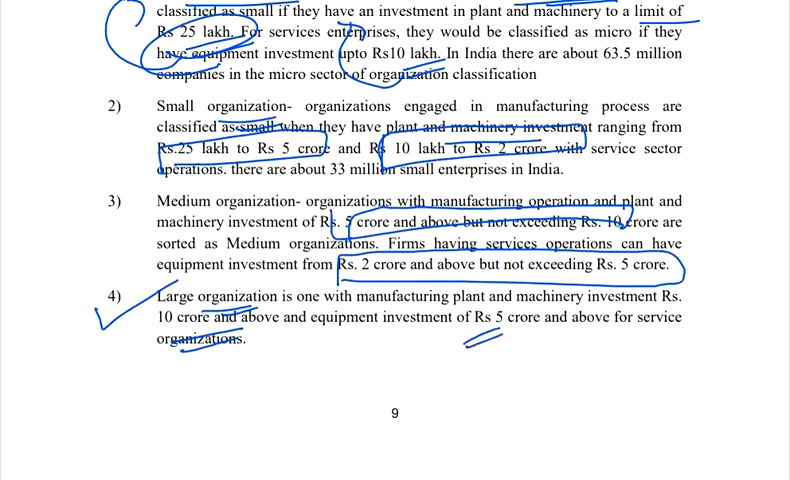 classified as small if they have an investment in plant and machinery to a limit of
Rs 25 lakh. For services enterprises, they would be classified as micro if they
have equipment investment upto Rs10 lakh. In India there are about 63.5 million
companies in the micro sector of organization classification
2) Small organization- organizations engaged in manufacturing process are
classified as small when they have plant and machinery investment ranging from
Rs.25 lakh to Rs 5 crore and Rs 10 lakh to Rs 2 crore with service sector
operations. there are about 33 million small enterprises in India.
3) Medium organization- organizations with manufacturing operation and plant and
machinery investment of Rs. 5 crore and above but not exceeding Rs. 10 crore are
sorted as Medium organizations. Firms having services operations can have
equipment investment from Rs. 2 crore and above but not exceeding Rs. 5 crore.
4) Large organization is one with manufacturing plant and machinery investment Rs.
10 crore and above and equipment investment of Rs 5 crore and above for service
organizations.
9